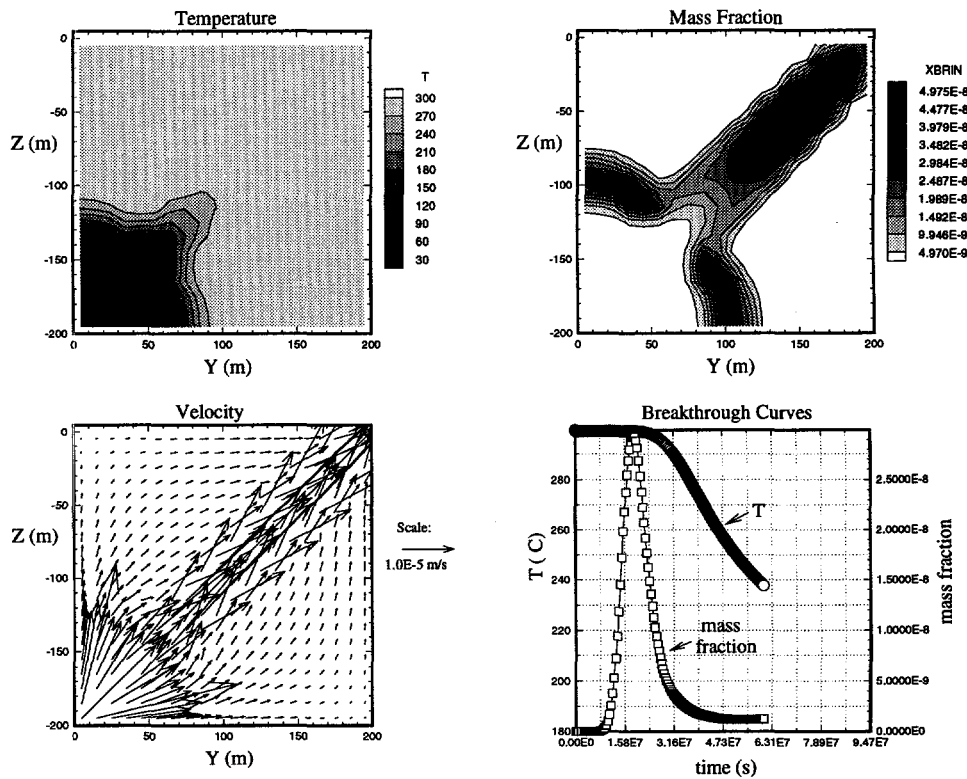 Temperature
0
-50
Z (m)
-100
-150
-200
0
50
100
150
200
Y (m)
T
300
270
240
210
180
150
120
90
60
30
Mass Fraction
0
-50
Z (m)
-100
-150
-200
0
50
100
150
200
Y (m)
XBRIN
4.975E-8
4.477E-8
3.979E-8
3.482E-8
2.984E-8
2.487E-8
1.989E-8
1.492E-8
9.946E-9
4.970E-9
Velocity
0
-50
Z (m)
-100
-150
-200
0
50
100
150
200
Y (m)
Scale:
1.0E-5 m/s
Breakthrough Curves
280
260
T (C)
240
220
200
180
0.00E0
1.58E7
3.16E7
4.73E7
6.31E7
7.89E7
9.47E7
time (s)
T
mass
fraction
2.5000E-8
2.0000E-8
1.5000E-8
1.0000E-8
5.0000E-9
0.0000E0
mass fraction